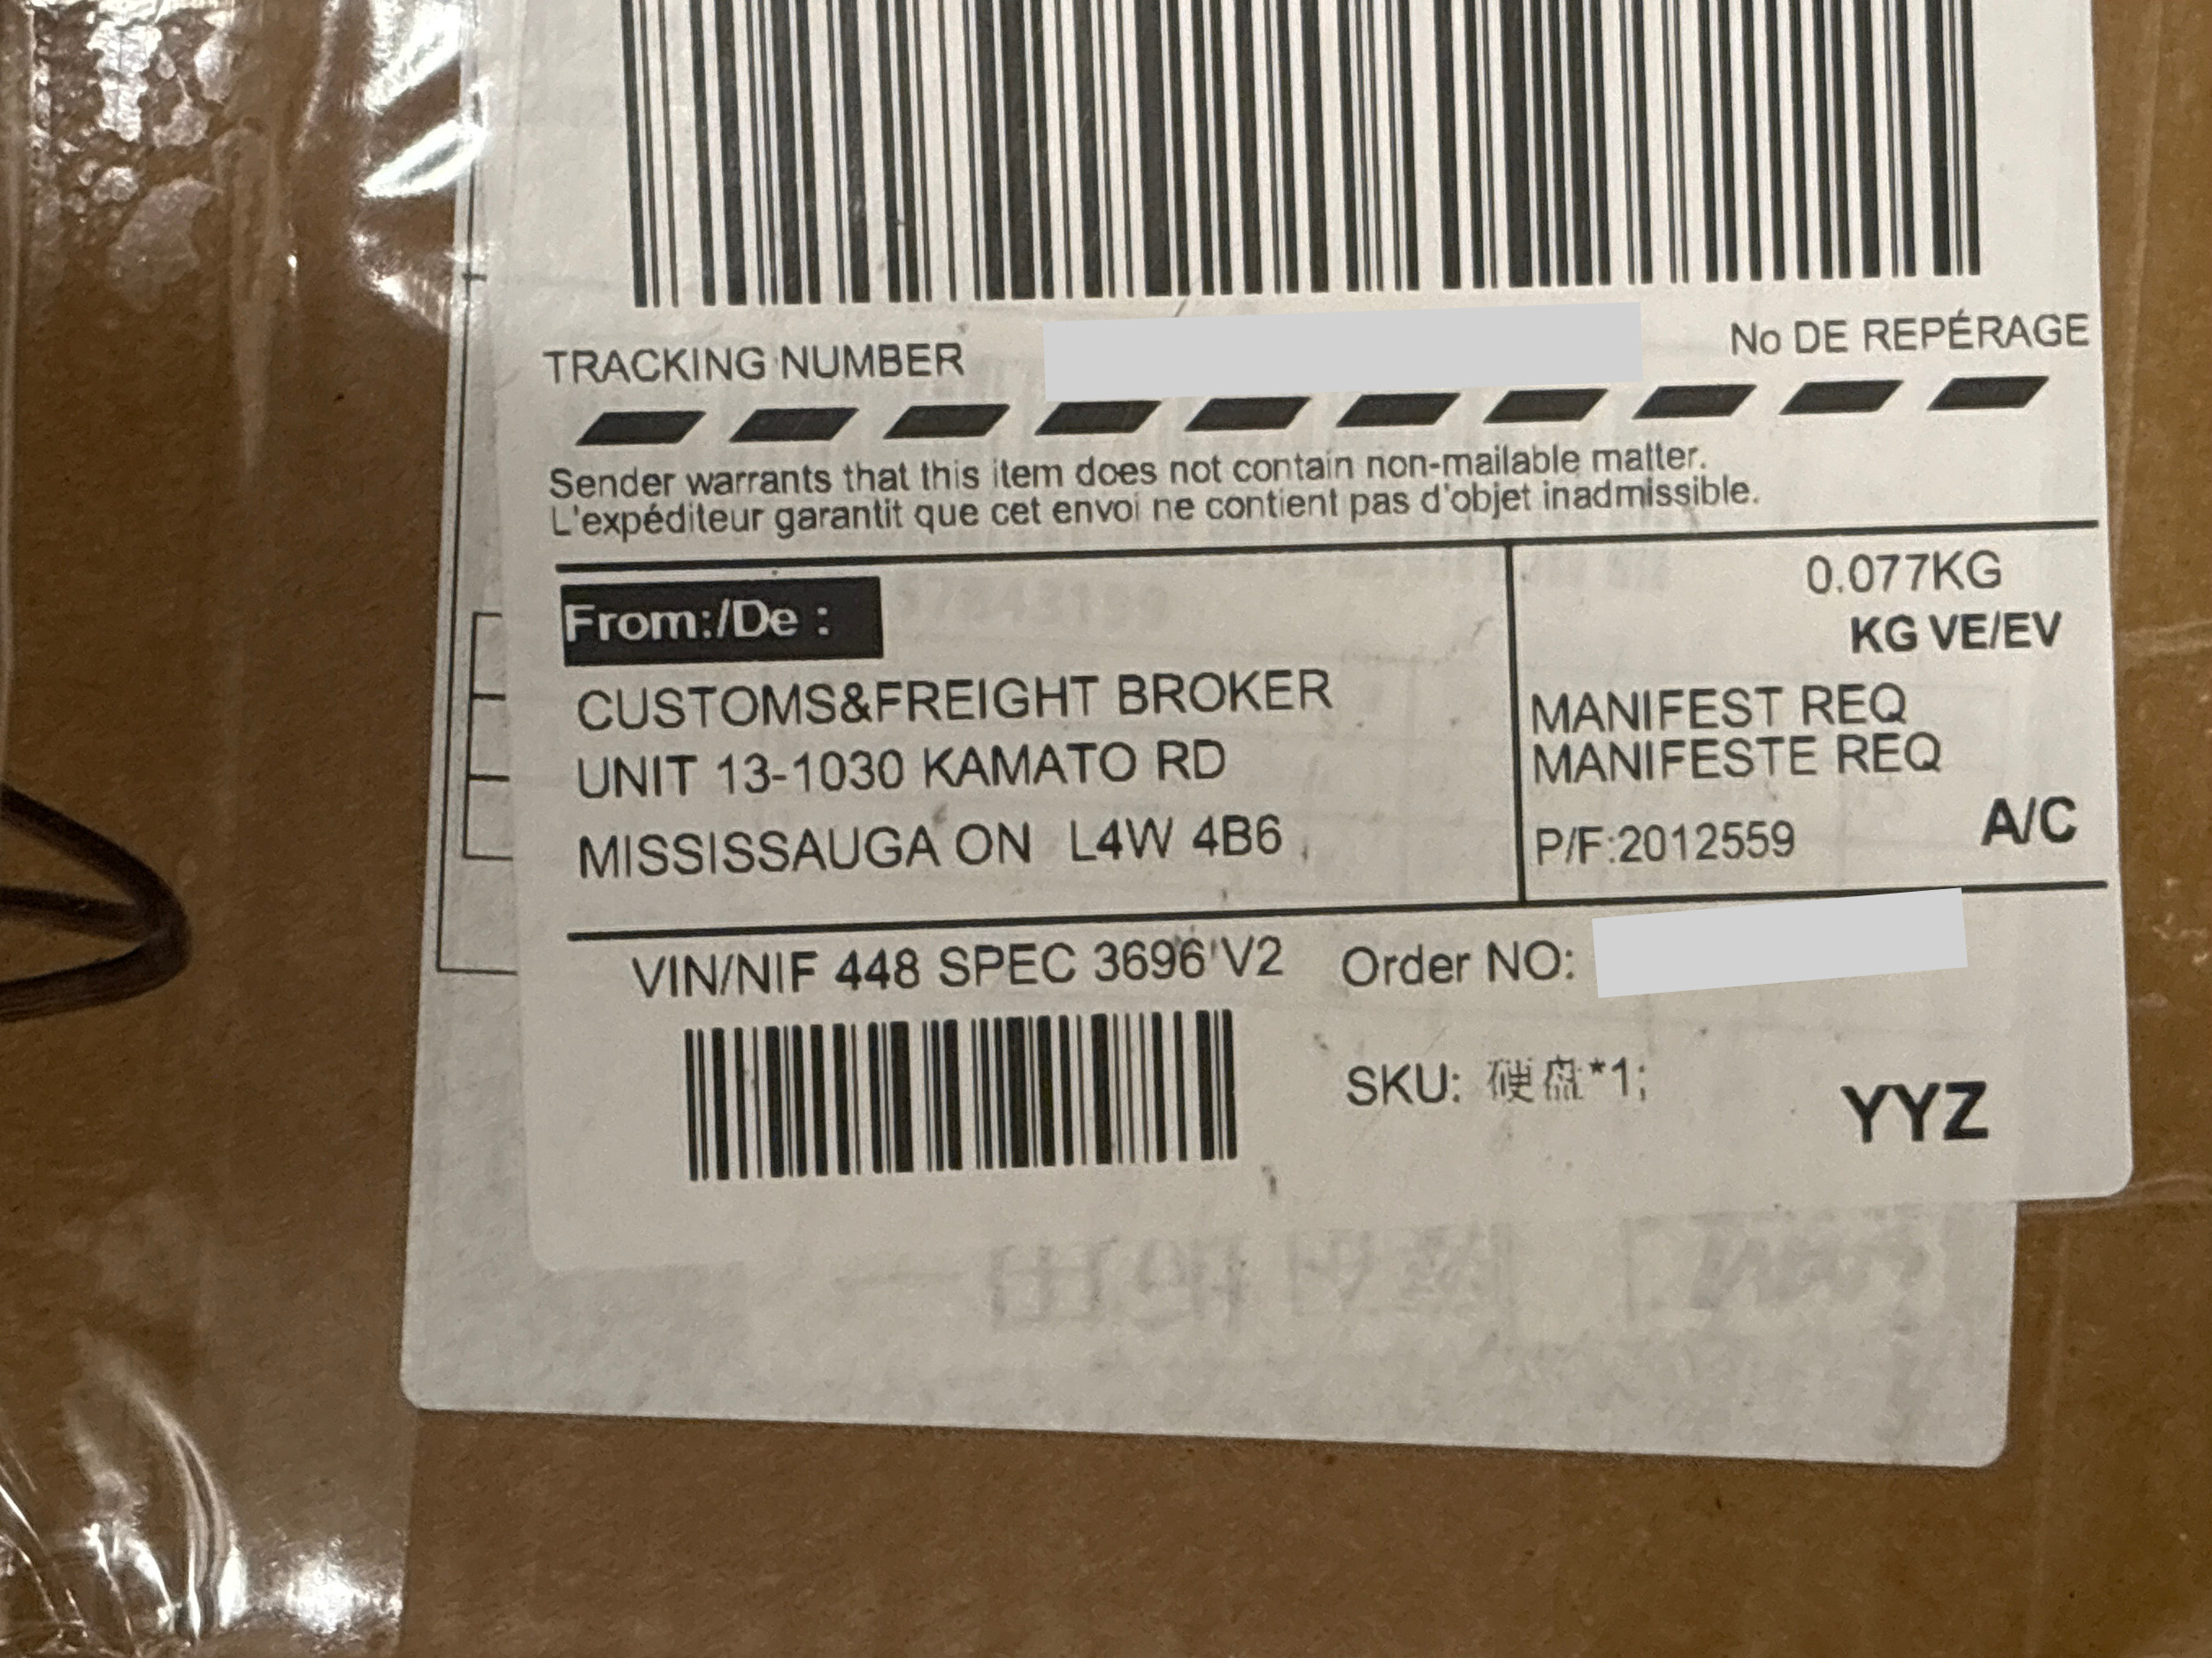 TRACKING NUMBER No DE REPÉRAGE
Sender warrants that this item does not contain non-mailable matter.
L'expéditeur garantit que cet envoi ne contient pas d'objet inadmissible.
From:/De :
CUSTOMS&FREIGHT BROKER
UNIT 13-1030 KAMATO RD
MISSISSAUGA ON L4W 4B6
0.077KG
KG VE/EV
MANIFEST REQ
MANIFESTE REQ
P/F:2012559 A/C
VIN/NIF 448 SPEC 3696'V2 Order NO:
SKU: 硬盘*1;
YYZ